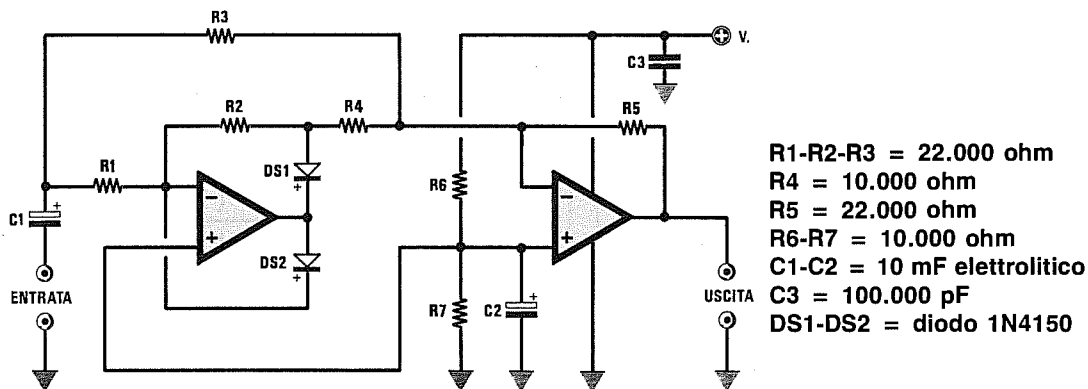 R3
V.
C3
R2
R4
R5
R1
DS1
R6
C1
+
−
+
+
−
+
DS2
+
ENTRATA
R7
C2
+
USCITA
R1-R2-R3 = 22.000 ohm
R4 = 10.000 ohm
R5 = 22.000 ohm
R6-R7 = 10.000 ohm
C1-C2 = 10 mF elettrolitico
C3 = 100.000 pF
DS1-DS2 = diodo 1N4150